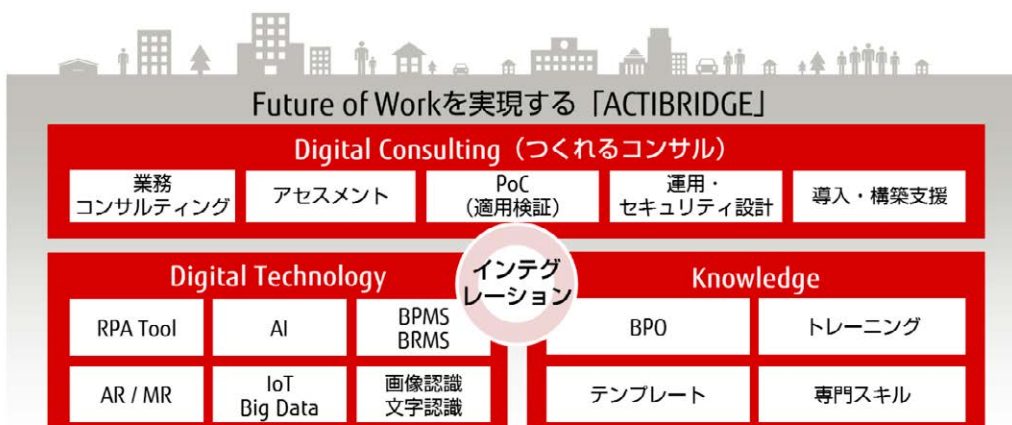 Future of Workを実現する「ACTIBRIDGE」
Digital Consulting（つくれるコンサル）
業務
コンサルティング
アセスメント
PoC
（適用検証）
運用・
セキュリティ設計
導入・構築支援
インテグ
レーション
Digital Technology
RPA Tool
AI
BPMS
BRMS
AR / MR
IoT
Big Data
画像認識
文字認識
Knowledge
BPO
トレーニング
テンプレート
専門スキル